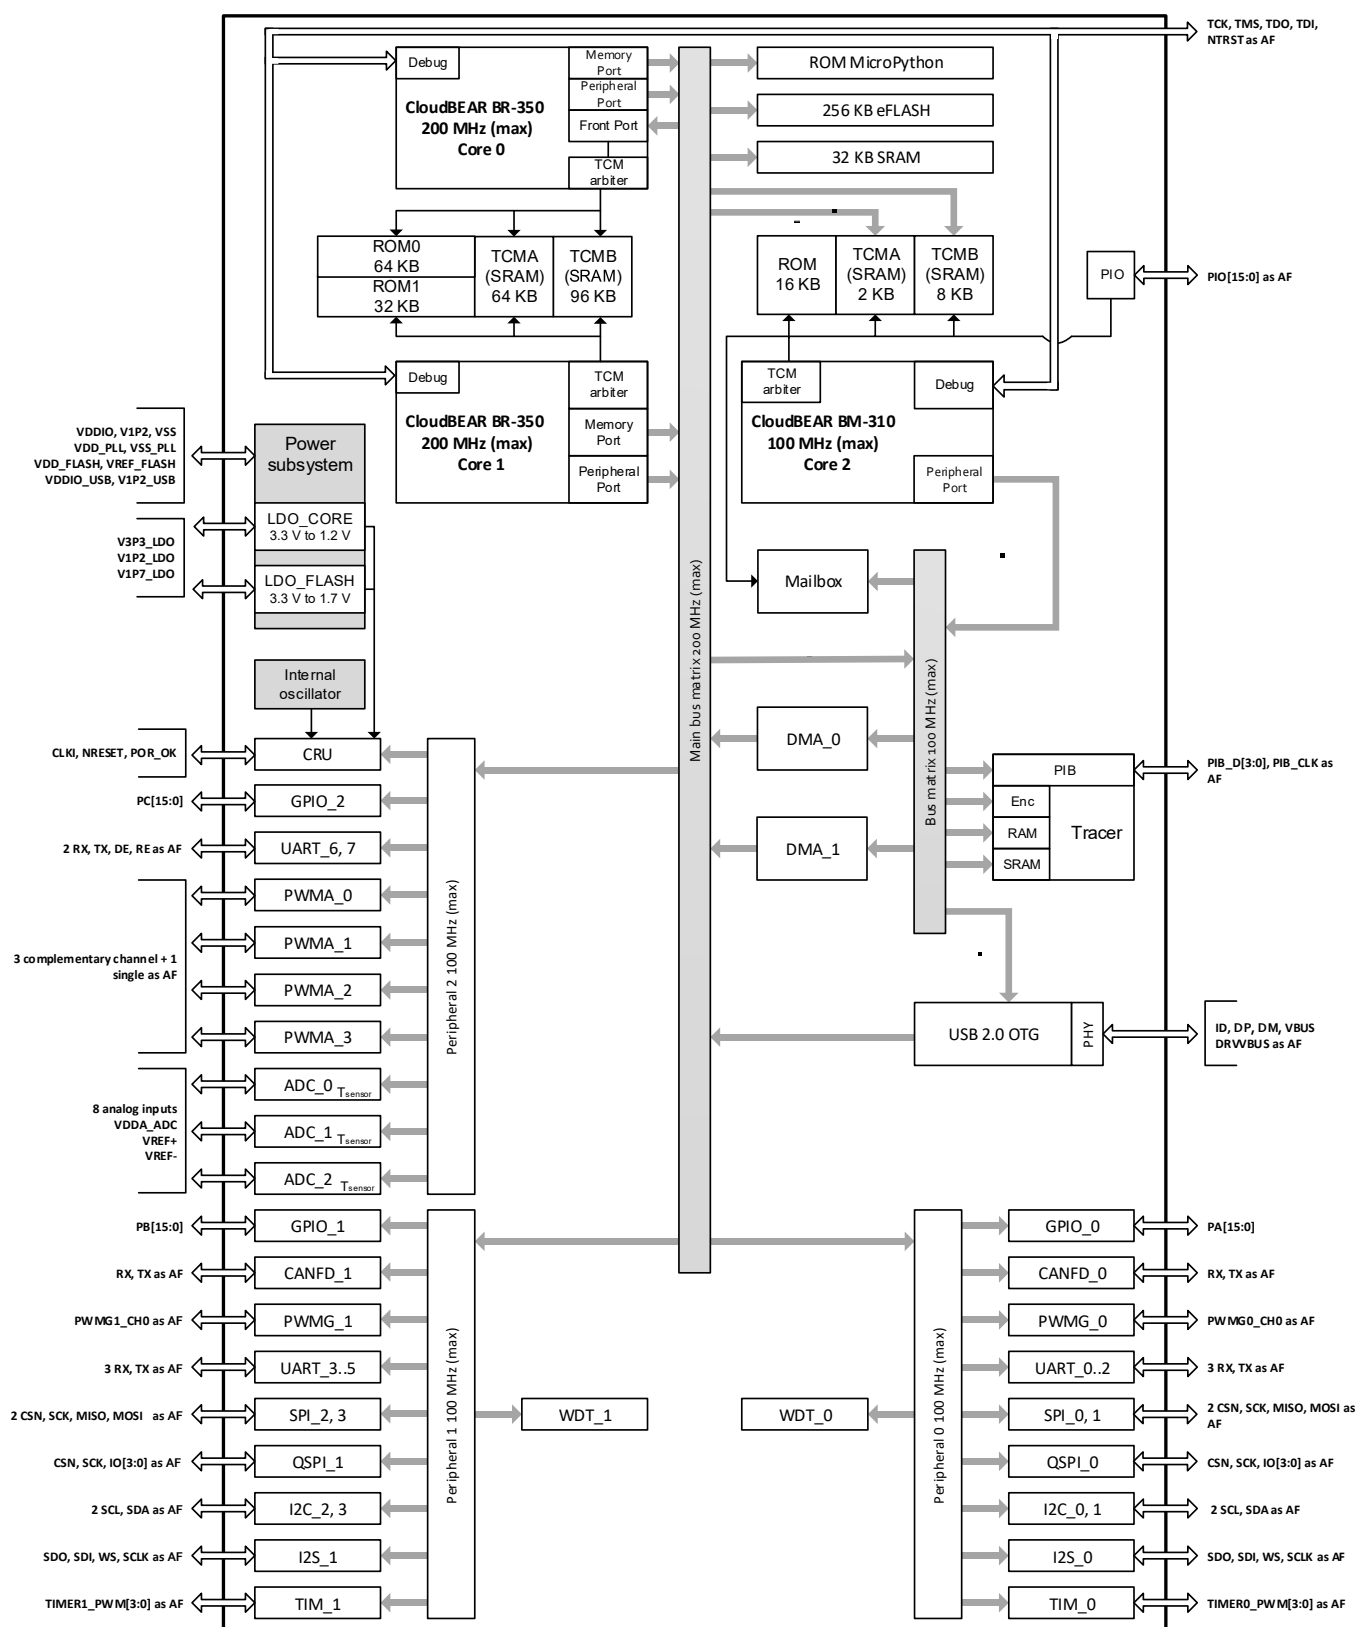 TCK, TMS, TDO, TDI,
NTRST as AF
Debug
Memory
Port
Peripheral
Port
Front Port
TCM
arbiter
CloudBEAR BR-350
200 MHz (max)
Core 0
ROM MicroPython
256 KB eFLASH
32 KB SRAM
ROM0
64 KB
ROM1
32 KB
TCMA
(SRAM)
64 KB
TCMB
(SRAM)
96 KB
ROM
16 KB
TCMA
(SRAM)
2 KB
TCMB
(SRAM)
8 KB
PIO
PIO[15:0] as AF
Debug
TCM
arbiter
Memory
Port
Peripheral
Port
CloudBEAR BR-350
200 MHz (max)
Core 1
TCM
arbiter
Debug
CloudBEAR BM-310
100 MHz (max)
Core 2
Peripheral
Port
VDDIO, V1P2, VSS
VDD_PLL, VSS_PLL
VDD_FLASH, VREF_FLASH
VDDIO_USB, V1P2_USB
Power
subsystem
LDO_CORE
3.3 V to 1.2 V
LDO_FLASH
3.3 V to 1.7 V
V3P3_LDO
V1P2_LDO
V1P7_LDO
Main bus matrix 200 MHz (max)
Mailbox
Bus matrix 100 MHz (max)
Internal
oscillator
CLKI, NRESET, POR_OK
CRU
DMA_0
DMA_1
PIB
Enc
RAM
SRAM
Tracer
PIB_D[3:0], PIB_CLK as
AF
PC[15:0]
GPIO_2
2 RX, TX, DE, RE as AF
UART_6, 7
PWMA_0
PWMA_1
PWMA_2
PWMA_3
3 complementary channel + 1
single as AF
Peripheral 2 100 MHz (max)
USB 2.0 OTG
PHY
ID, DP, DM, VBUS
DRVVBUS as AF
8 analog inputs
VDDA_ADC
VREF+
VREF-
ADC_0 Tsensor
ADC_1 Tsensor
ADC_2 Tsensor
PB[15:0]
GPIO_1
RX, TX as AF
CANFD_1
PWMG1_CH0 as AF
PWMG_1
3 RX, TX as AF
UART_3..5
2 CSN, SCK, MISO, MOSI as AF
SPI_2, 3
CSN, SCK, IO[3:0] as AF
QSPI_1
2 SCL, SDA as AF
I2C_2, 3
SDO, SDI, WS, SCLK as AF
I2S_1
TIMER1_PWM[3:0] as AF
TIM_1
Peripheral 1 100 MHz (max)
WDT_1
WDT_0
Peripheral 0 100 MHz (max)
GPIO_0
PA[15:0]
CANFD_0
RX, TX as AF
PWMG_0
PWMG0_CH0 as AF
UART_0..2
3 RX, TX as AF
SPI_0, 1
2 CSN, SCK, MISO, MOSI as
AF
QSPI_0
CSN, SCK, IO[3:0] as AF
I2C_0, 1
2 SCL, SDA as AF
I2S_0
SDO, SDI, WS, SCLK as AF
TIM_0
TIMER0_PWM[3:0] as AF